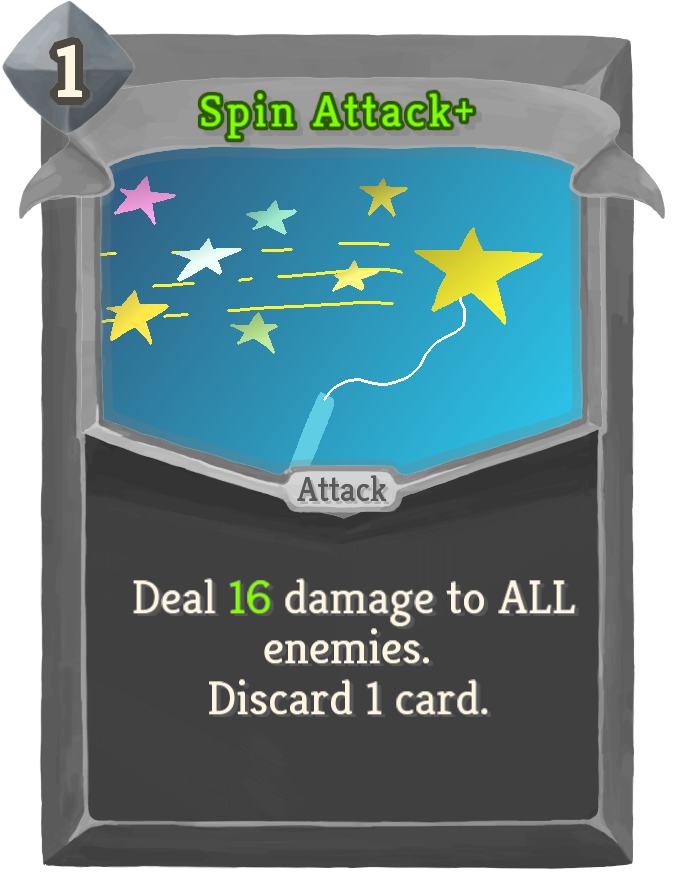 1
Spin Attack+
Attack
Deal 16 damage to ALL
enemies.
Discard 1 card.